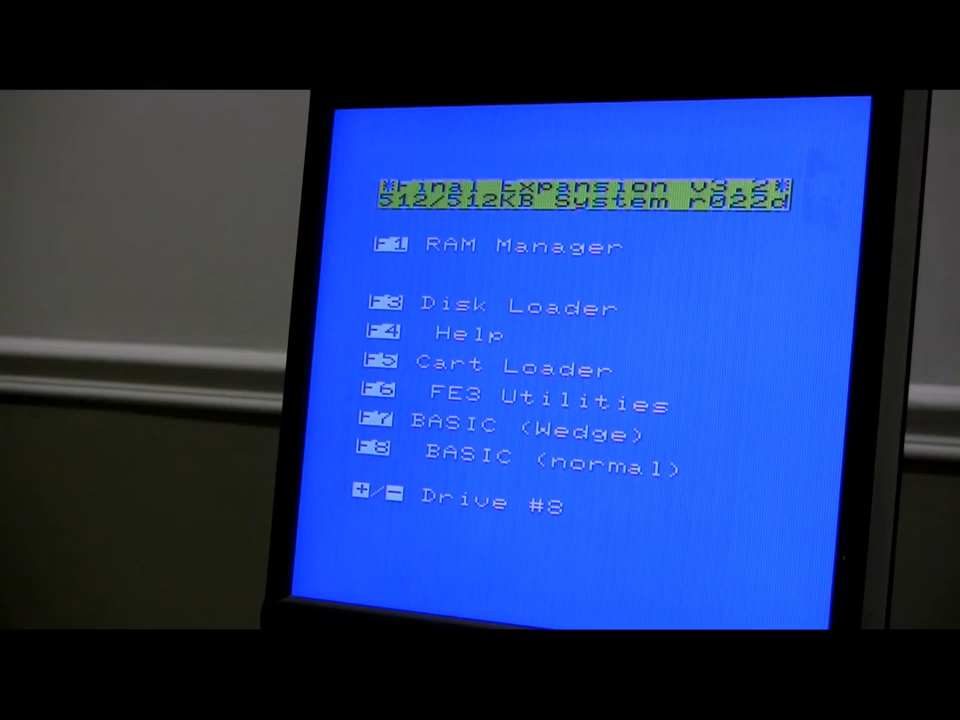 *Final Expansion v3.2*
512/512KB System r022d
F1 RAM Manager
F3 Disk Loader
F4 Help
F5 Cart Loader
F6 FE3 Utilities
F7 BASIC (Wedge)
F8 BASIC (normal)
+/- Drive #8